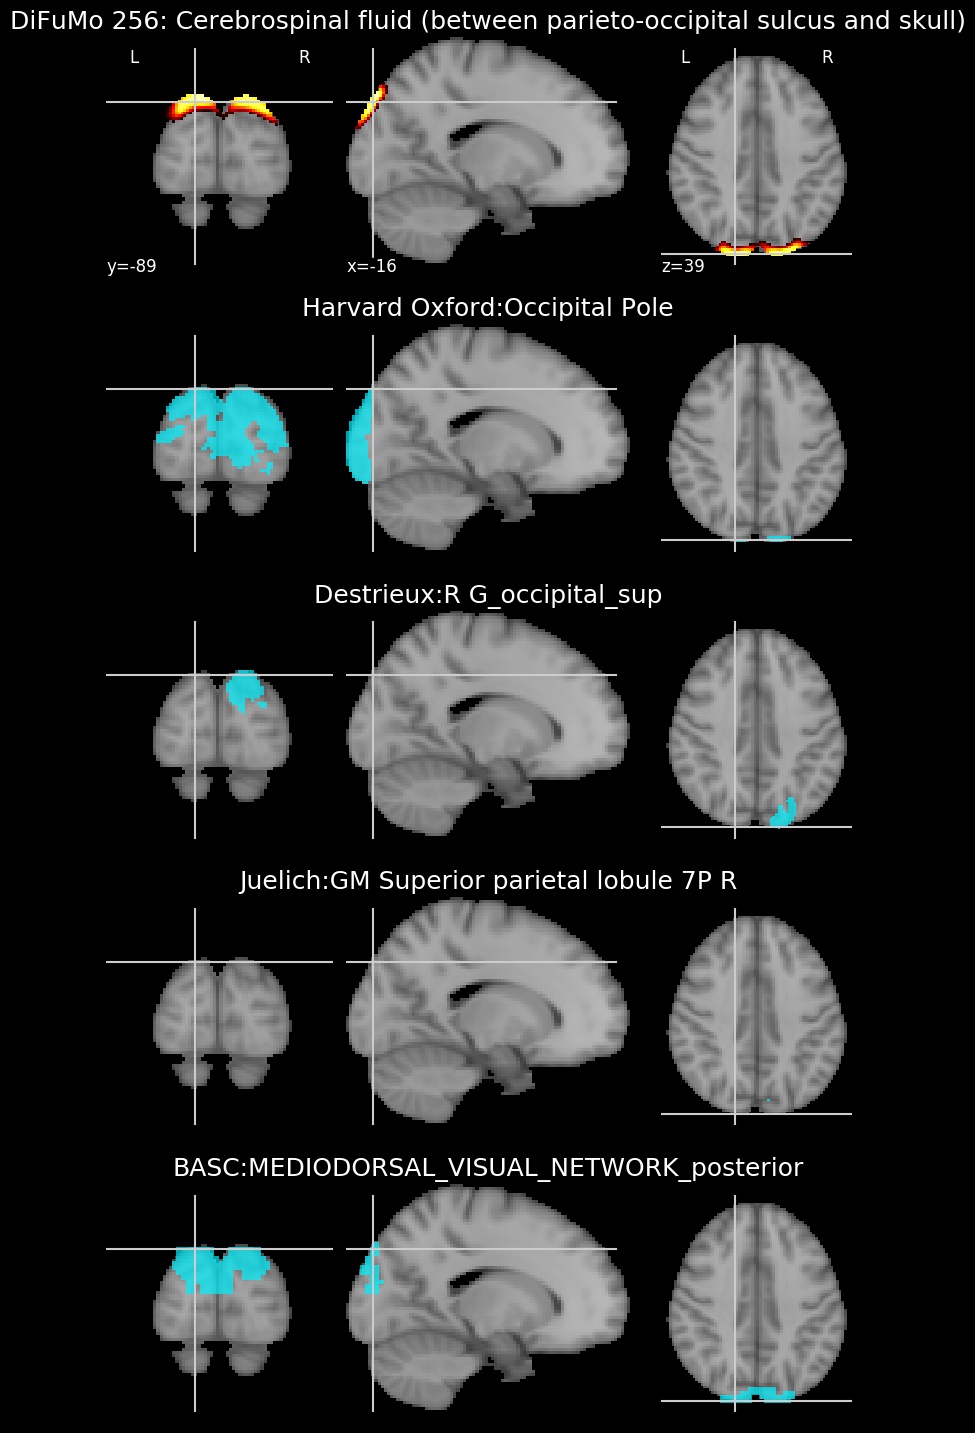 DiFuMo 256: Cerebrospinal fluid (between parieto-occipital sulcus and skull)
L R L R
y=-89 x=-16 z=39
Harvard Oxford:Occipital Pole
Destrieux:R G_occipital_sup
Juelich:GM Superior parietal lobule 7P R
BASC:MEDIODORSAL_VISUAL_NETWORK_posterior